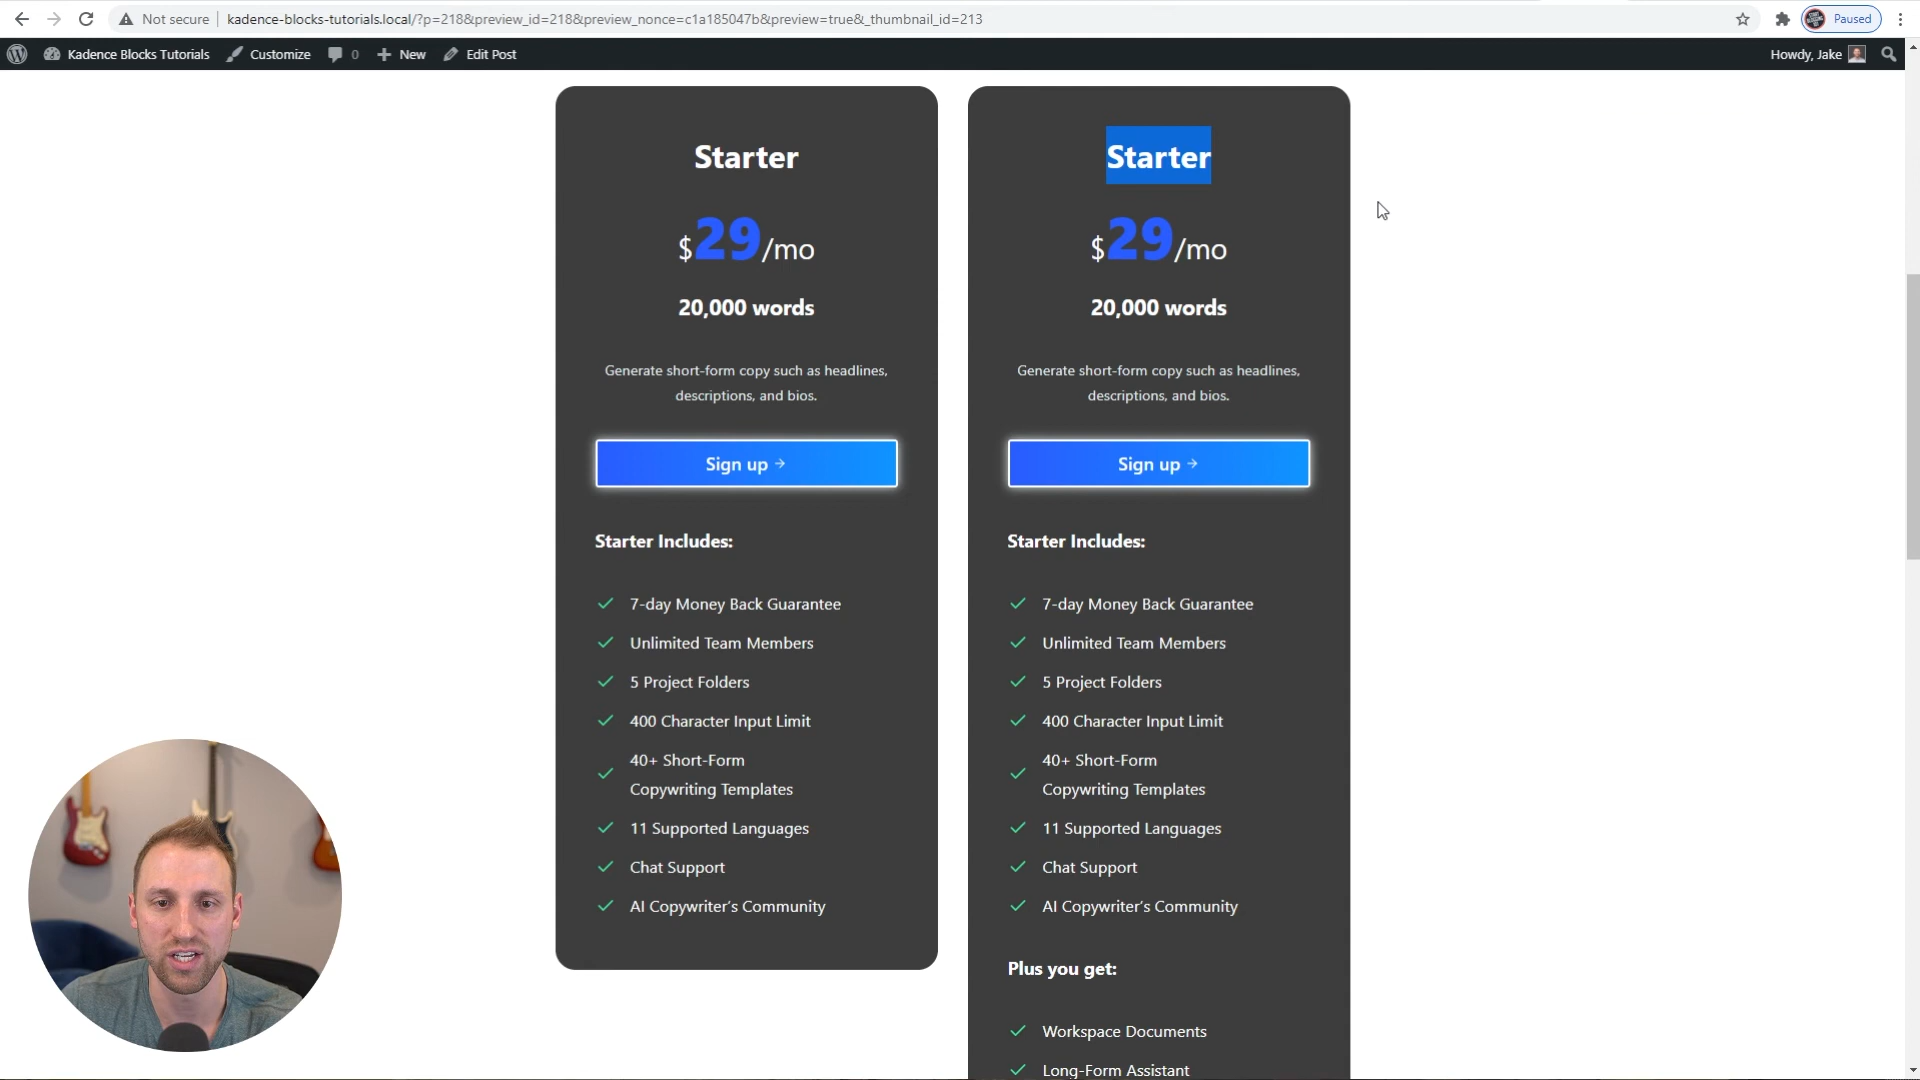 Not secure
kadence-blocks-tutorials.local/?p=218&preview_id=218&preview_nonce=c1a185047b&preview=true&_thumbnail_id=213
Paused
Kadence Blocks Tutorials
Customize
0
New
Edit Post
Howdy, Jake
Starter
$29/mo
20,000 words
Generate short-form copy such as headlines,
descriptions, and bios.
Sign up
Starter Includes:
7-day Money Back Guarantee
Unlimited Team Members
5 Project Folders
400 Character Input Limit
40+ Short-Form
Copywriting Templates
11 Supported Languages
Chat Support
AI Copywriter's Community
Starter
$29/mo
20,000 words
Generate short-form copy such as headlines,
descriptions, and bios.
Sign up
Starter Includes:
7-day Money Back Guarantee
Unlimited Team Members
5 Project Folders
400 Character Input Limit
40+ Short-Form
Copywriting Templates
11 Supported Languages
Chat Support
AI Copywriter's Community
Plus you get:
Workspace Documents
Long-Form Assistant